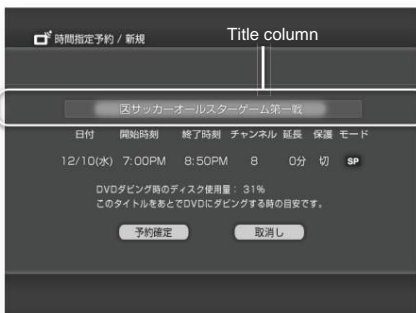 時間指定予約 / 新規
Title column
図サッカーオールスターゲーム第一戦
日付 開始時刻 終了時刻 チャンネル 延長 保護 モード
12/10(水) 7:00PM 8:50PM 8 0分 切 SP
DVDダビング時のディスク使用量： 31%
このタイトルをあとでDVDにダビングする時の目安です。
予約確定 取消し